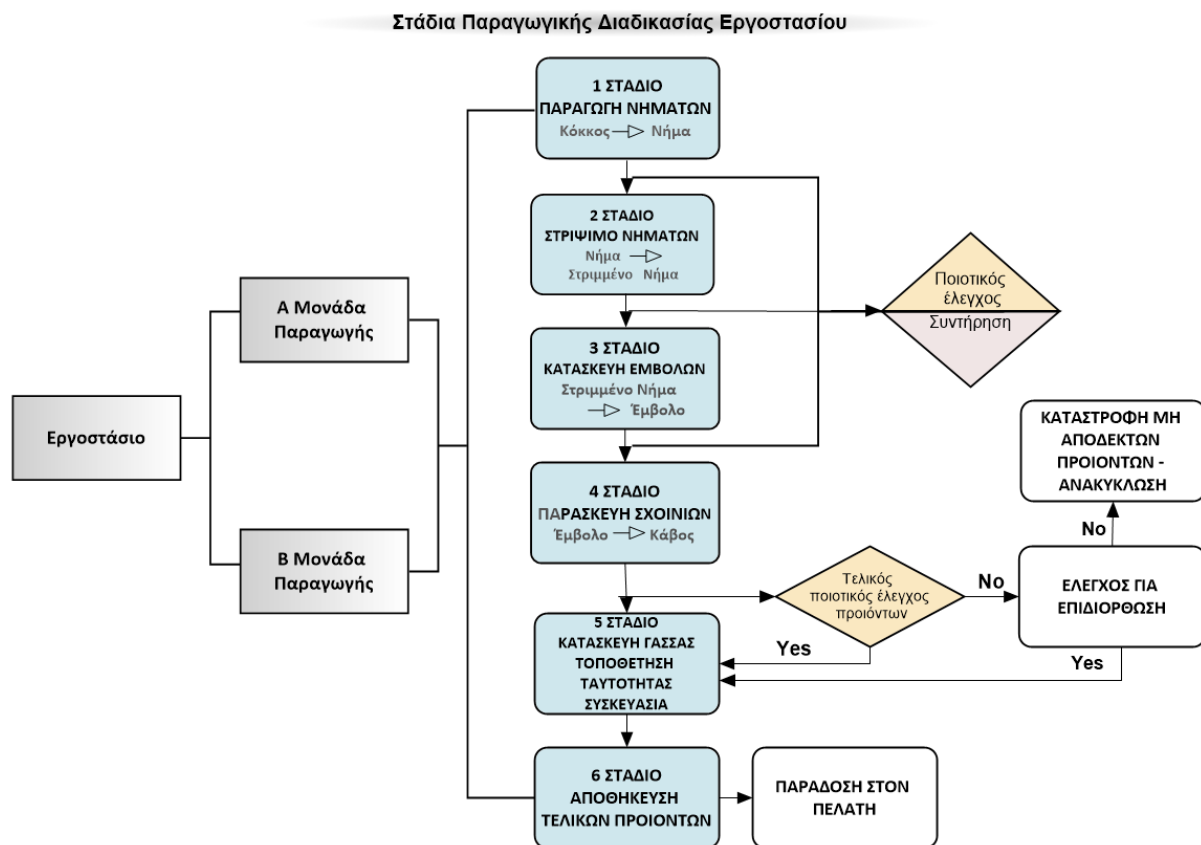 Στάδια Παραγωγικής Διαδικασίας Εργοστασίου
1 ΣΤΑΔΙΟ
ΠΑΡΑΓΩΓΗ ΝΗΜΑΤΩΝ
Κόκκος Νήμα
2 ΣΤΑΔΙΟ
ΣΤΡΙΨΙΜΟ ΝΗΜΑΤΩΝ
Νήμα
Στριμμένο Νήμα
Ποιοτικός
έλεγχος
Συντήρηση
Α Μονάδα
Παραγωγής
3 ΣΤΑΔΙΟ
ΚΑΤΑΣΚΕΥΗ ΕΜΒΟΛΩΝ
Στριμμένο Νήμα
Έμβολο
Εργοστάσιο
ΚΑΤΑΣΤΡΟΦΗ ΜΗ
ΑΠΟΔΕΚΤΩΝ
ΠΡΟΙΟΝΤΩΝ -
ΑΝΑΚΥΚΛΩΣΗ
4 ΣΤΑΔΙΟ
ΠΑΡΑΣΚΕΥΗ ΣΧΟΙΝΙΩΝ
Έμβολο Κάβος
No
Β Μονάδα
Παραγωγής
Τελικός
ποιοτικός έλεγχος
προιόντων
No
ΕΛΕΓΧΟΣ ΓΙΑ
ΕΠΙΔΙΟΡΘΩΣΗ
5 ΣΤΑΔΙΟ
ΚΑΤΑΣΚΕΥΗ ΓΑΣΣΑΣ
ΤΟΠΟΘΕΤΗΣΗ
ΤΑΥΤΟΤΗΤΑΣ
ΣΥΣΚΕΥΑΣΙΑ
Yes
Yes
6 ΣΤΑΔΙΟ
ΑΠΟΘΗΚΕΥΣΗ
ΤΕΛΙΚΩΝ ΠΡΟΙΟΝΤΩΝ
ΠΑΡΑΔΟΣΗ ΣΤΟΝ
ΠΕΛΑΤΗ